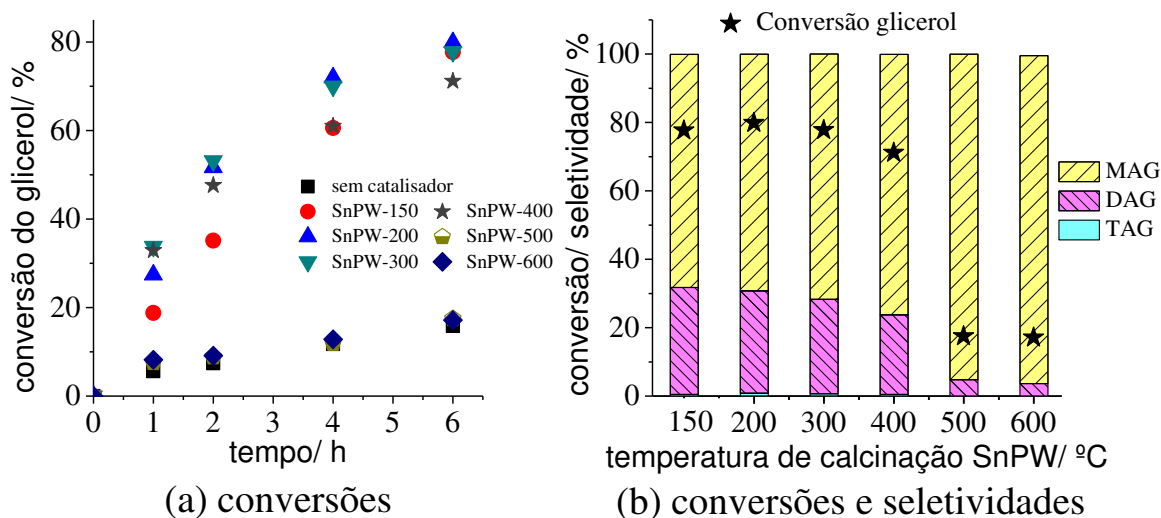 80
60
40
20
0
0 1 2 3 4 5 6
conversão do glicerol/ %
tempo/ h
sem catalisador
SnPW-150 SnPW-400
SnPW-200 SnPW-500
SnPW-300 SnPW-600
(a) conversões
Conversão glicerol
100
80
60
40
20
0
150 200 300 400 500 600
conversão/ seletividade/ %
temperatura de calcinação SnPW/ ºC
MAG
DAG
TAG
(b) conversões e seletividades